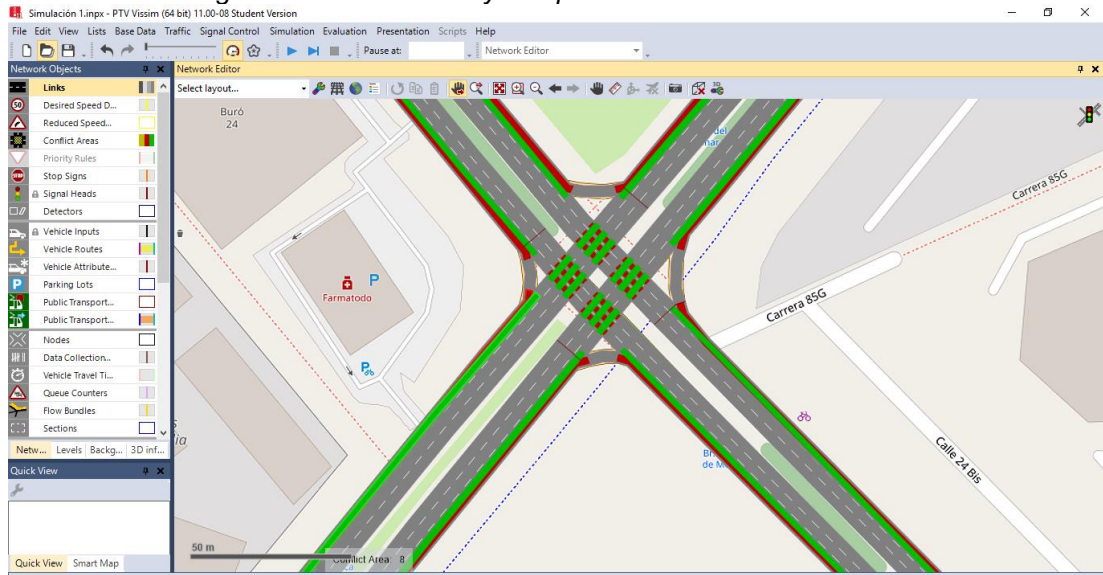 Simulación 1.inpx - PTV Vissim (64 bit) 11.00-08 Student Version
File Edit View Lists Base Data Traffic Signal Control Simulation Evaluation Presentation Scripts Help
Pause at:
Network Editor
Network Objects
Network Editor
Select layout...
Links
Desired Speed D...
Reduced Speed...
Conflict Areas
Priority Rules
Stop Signs
Signal Heads
Detectors
Vehicle Inputs
Vehicle Routes
Vehicle Attribute...
Parking Lots
Public Transport...
Public Transport...
Nodes
Data Collection...
Vehicle Travel Ti...
Queue Counters
Flow Bundles
Sections
Netw... Levels Backg... 3D inf...
Quick View
Quick View Smart Map
Buró
24
P
Farmatodo
P
Carrera 85G
Carrera 85G
Calle 24 Bis
50 m
Conflict Area 8